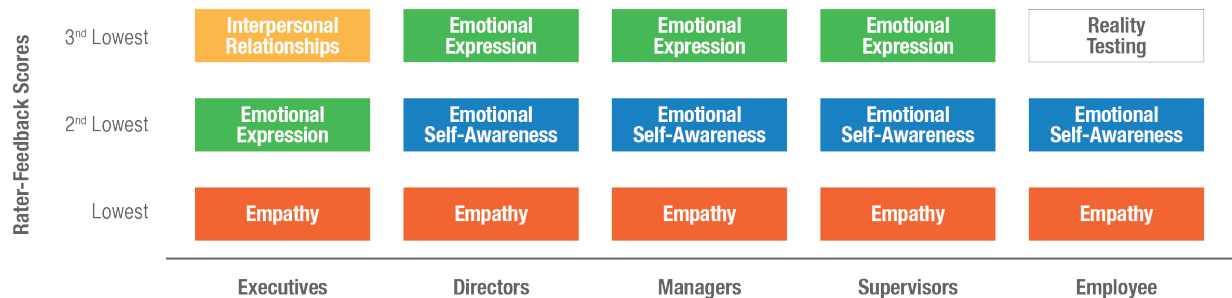 Rater-Feedback Scores
3nd Lowest
Interpersonal
Relationships
Emotional
Expression
Emotional
Expression
Emotional
Expression
Reality
Testing
2nd Lowest
Emotional
Expression
Emotional
Self-Awareness
Emotional
Self-Awareness
Emotional
Self-Awareness
Emotional
Self-Awareness
Lowest
Empathy
Empathy
Empathy
Empathy
Empathy
Executives
Directors
Managers
Supervisors
Employee